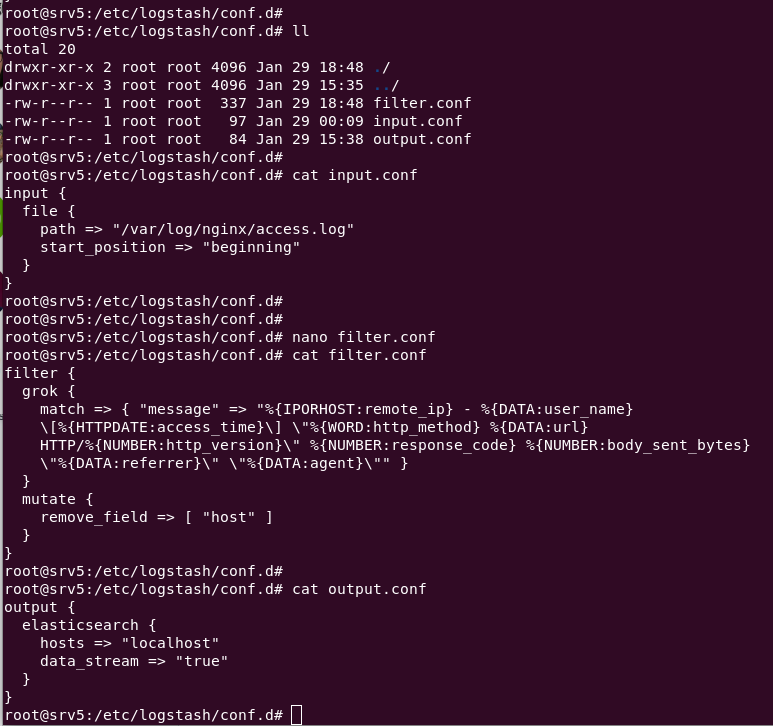 root@srv5:/etc/logstash/conf.d#
root@srv5:/etc/logstash/conf.d# ll
total 20
drwxr-xr-x 2 root root 4096 Jan 29 18:48 ./
drwxr-xr-x 3 root root 4096 Jan 29 15:35 ../
-rw-r--r-- 1 root root  337 Jan 29 18:48 filter.conf
-rw-r--r-- 1 root root   97 Jan 29 00:09 input.conf
-rw-r--r-- 1 root root   84 Jan 29 15:38 output.conf
root@srv5:/etc/logstash/conf.d#
root@srv5:/etc/logstash/conf.d# cat input.conf
input {
  file {
    path => "/var/log/nginx/access.log"
    start_position => "beginning"
  }
}
root@srv5:/etc/logstash/conf.d#
root@srv5:/etc/logstash/conf.d#
root@srv5:/etc/logstash/conf.d# nano filter.conf
root@srv5:/etc/logstash/conf.d# cat filter.conf
filter {
  grok {
    match => { "message" => "%{IPORHOST:remote_ip} - %{DATA:user_name}
    \[%{HTTPDATE:access_time}\] \"%{WORD:http_method} %{DATA:url}
    HTTP/%{NUMBER:http_version}\" %{NUMBER:response_code} %{NUMBER:body_sent_bytes}
    \"%{DATA:referrer}\" \"%{DATA:agent}\"" }
  }
  mutate {
    remove_field => [ "host" ]
  }
}
root@srv5:/etc/logstash/conf.d#
root@srv5:/etc/logstash/conf.d# cat output.conf
output {
  elasticsearch {
    hosts => "localhost"
    data_stream => "true"
  }
}
root@srv5:/etc/logstash/conf.d#